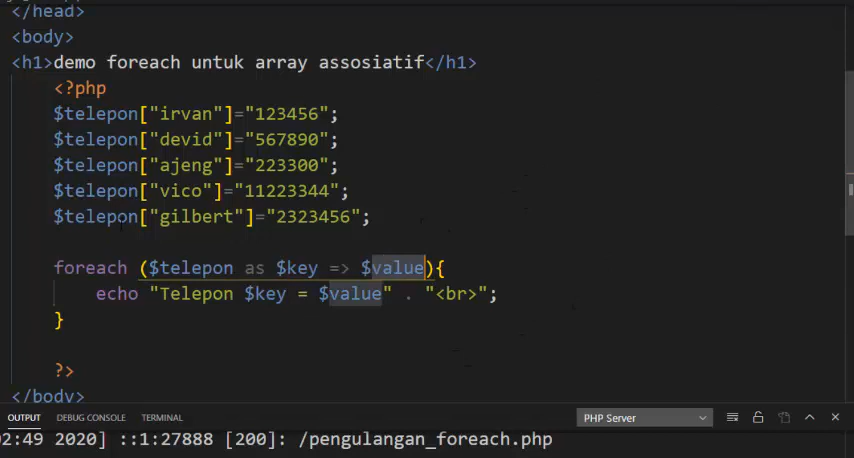 </head>
<body>
<h1>demo foreach untuk array assosiatif</h1>
<?php
$telepon["irvan"]="123456";
$telepon["devid"]="567890";
$telepon["ajeng"]="223300";
$telepon["vico"]="11223344";
$telepon["gilbert"]="2323456";
foreach ($telepon as $key => $value){
echo "Telepon $key = $value" . "<br>";
}
?>
</body>
OUTPUT DEBUG CONSOLE TERMINAL PHP Server
02:49 2020] ::1:27888 [200]: /pengulangan_foreach.php